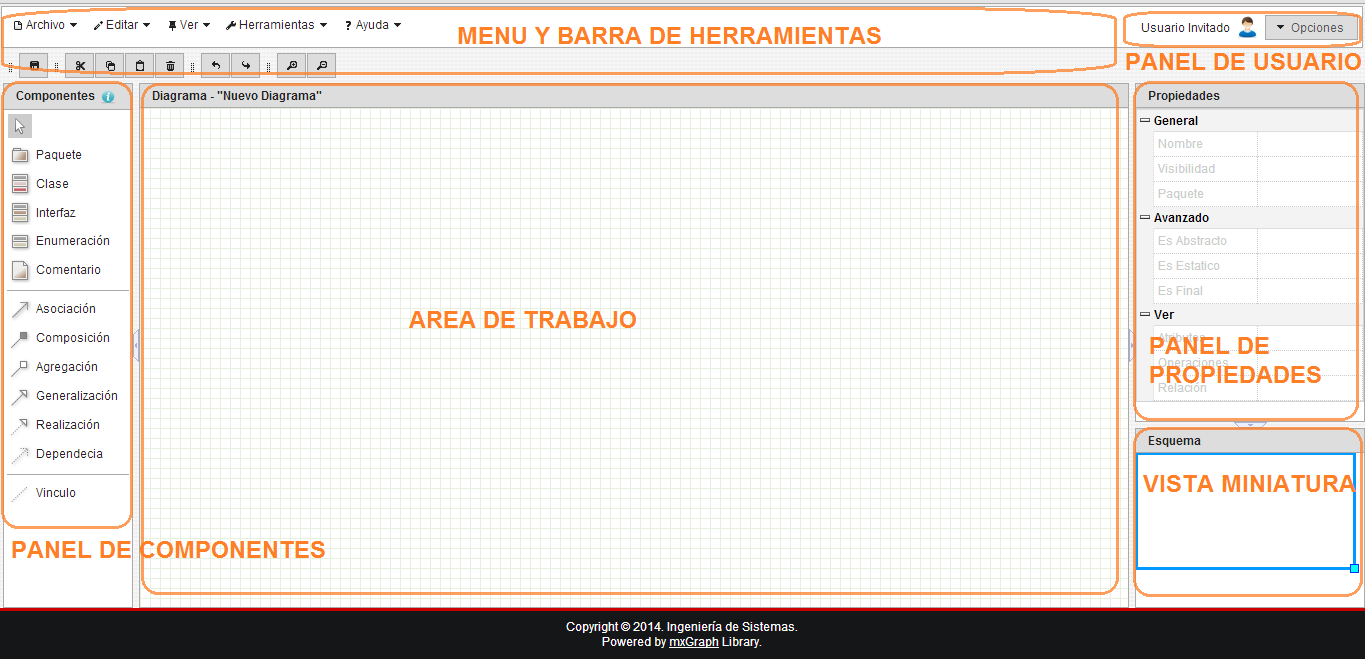 Archivo Editar Ver Herramientas ? Ayuda
MENU Y BARRA DE HERRAMIENTAS
Usuario Invitado Opciones
PANEL DE USUARIO
Componentes
Paquete
Clase
Interfaz
Enumeración
Comentario
Asociación
Composición
Agregación
Generalización
Realización
Dependecia
Vinculo
PANEL DE COMPONENTES
Diagrama - "Nuevo Diagrama"
AREA DE TRABAJO
Propiedades
General
Nombre
Visibilidad
Paquete
Avanzado
Es Abstracto
Es Estatico
Es Final
Ver
Atributos
Operaciones
Relación
PANEL DE
PROPIEDADES
Esquema
VISTA MINIATURA
Copyright © 2014. Ingeniería de Sistemas.
Powered by mxGraph Library.